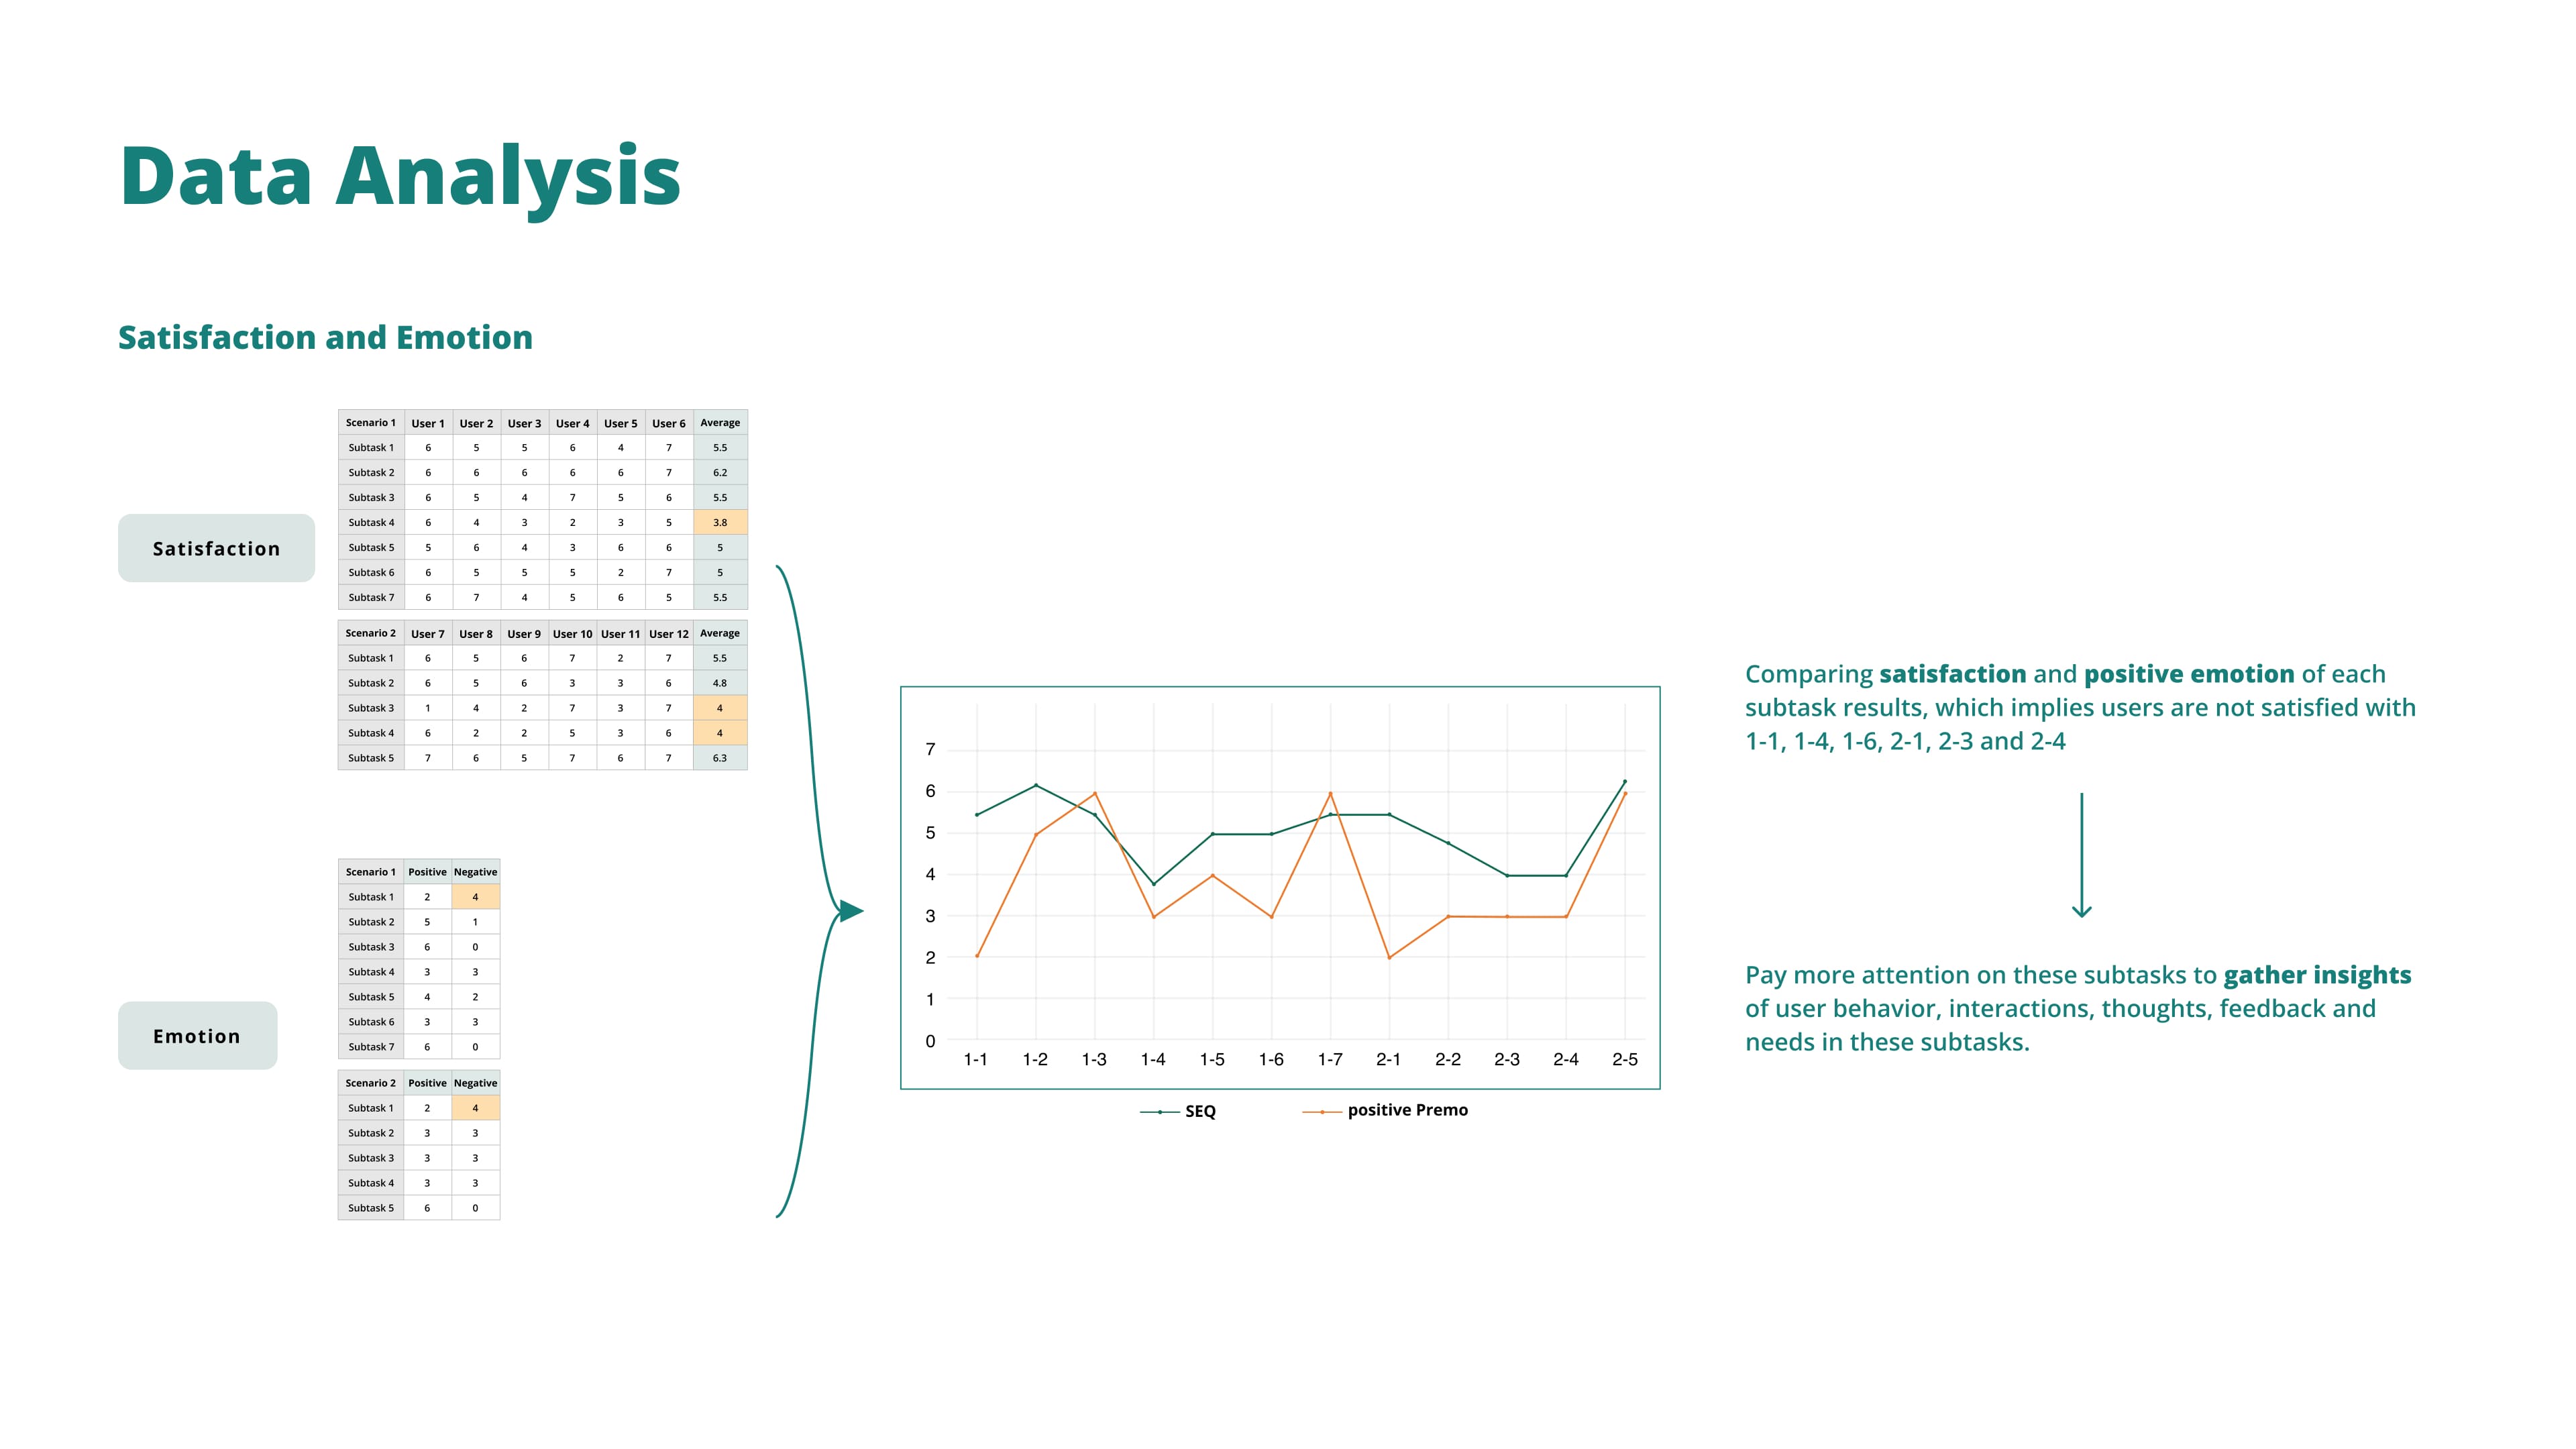 Data Analysis
Satisfaction and Emotion
Satisfaction
Scenario 1 User 1 User 2 User 3 User 4 User 5 User 6 Average
Subtask 1 6 5 5 6 4 7 5.5
Subtask 2 6 6 6 6 6 7 6.2
Subtask 3 6 5 4 7 5 6 5.5
Subtask 4 6 4 3 2 3 5 3.8
Subtask 5 5 6 4 3 6 6 5
Subtask 6 6 5 5 5 2 7 5
Subtask 7 6 7 4 5 6 5 5.5
Scenario 2 User 7 User 8 User 9 User 10 User 11 User 12 Average
Subtask 1 6 5 6 7 2 7 5.5
Subtask 2 6 5 6 3 3 6 4.8
Subtask 3 1 4 2 7 3 7 4
Subtask 4 6 2 2 5 3 6 4
Subtask 5 7 6 5 7 6 7 6.3
Emotion
Scenario 1 Positive Negative
Subtask 1 2 4
Subtask 2 5 1
Subtask 3 6 0
Subtask 4 3 3
Subtask 5 4 2
Subtask 6 3 3
Subtask 7 6 0
Scenario 2 Positive Negative
Subtask 1 2 4
Subtask 2 3 3
Subtask 3 3 3
Subtask 4 3 3
Subtask 5 6 0
7
6
5
4
3
2
1
0
1-1 1-2 1-3 1-4 1-5 1-6 1-7 2-1 2-2 2-3 2-4 2-5
SEQ positive Premo
Comparing satisfaction and positive emotion of each
subtask results, which implies users are not satisfied with
1-1, 1-4, 1-6, 2-1, 2-3 and 2-4
Pay more attention on these subtasks to gather insights
of user behavior, interactions, thoughts, feedback and
needs in these subtasks.